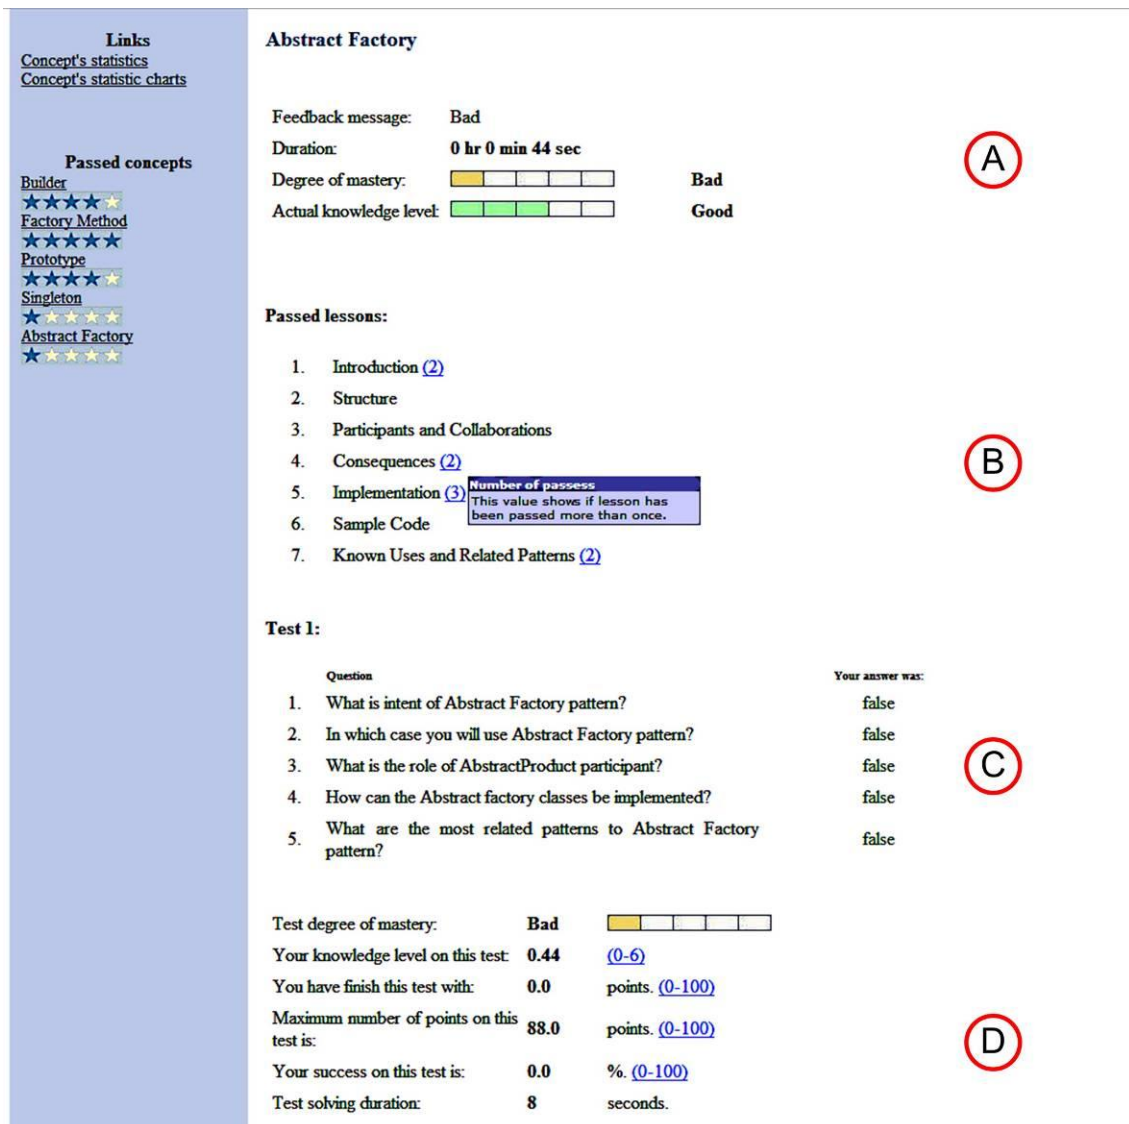 Links
Concept's statistics
Concept's statistic charts
Passed concepts
Builder
Factory Method
Prototype
Singleton
Abstract Factory
Abstract Factory
Feedback message: Bad
Duration: 0 hr 0 min 44 sec
Degree of mastery: Bad
Actual knowledge level: Good
A
Passed lessons:
1. Introduction (2)
2. Structure
3. Participants and Collaborations
4. Consequences (2)
5. Implementation (3)
Number of passess
This value shows if lesson has
been passed more than once.
6. Sample Code
7. Known Uses and Related Patterns (2)
B
Test 1:
Question Your answer was:
1. What is intent of Abstract Factory pattern? false
2. In which case you will use Abstract Factory pattern? false
3. What is the role of AbstractProduct participant? false
4. How can the Abstract factory classes be implemented? false
5. What are the most related patterns to Abstract Factory
pattern? false
C
Test degree of mastery: Bad
Your knowledge level on this test: 0.44 (0-6)
You have finish this test with: 0.0 points. (0-100)
Maximum number of points on this
test is: 88.0 points. (0-100)
Your success on this test is: 0.0 %. (0-100)
Test solving duration: 8 seconds.
D